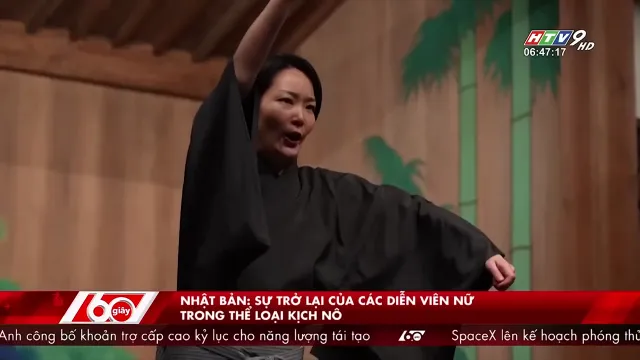 HTV9 HD
06:47:17
60 giây
NHẬT BẢN: SỰ TRỞ LẠI CỦA CÁC DIỄN VIÊN NỮ
TRONG THỂ LOẠI KỊCH NÔ
Anh công bố khoản trợ cấp cao kỷ lục cho năng lượng tái tạo 60 SpaceX lên kế hoạch phóng